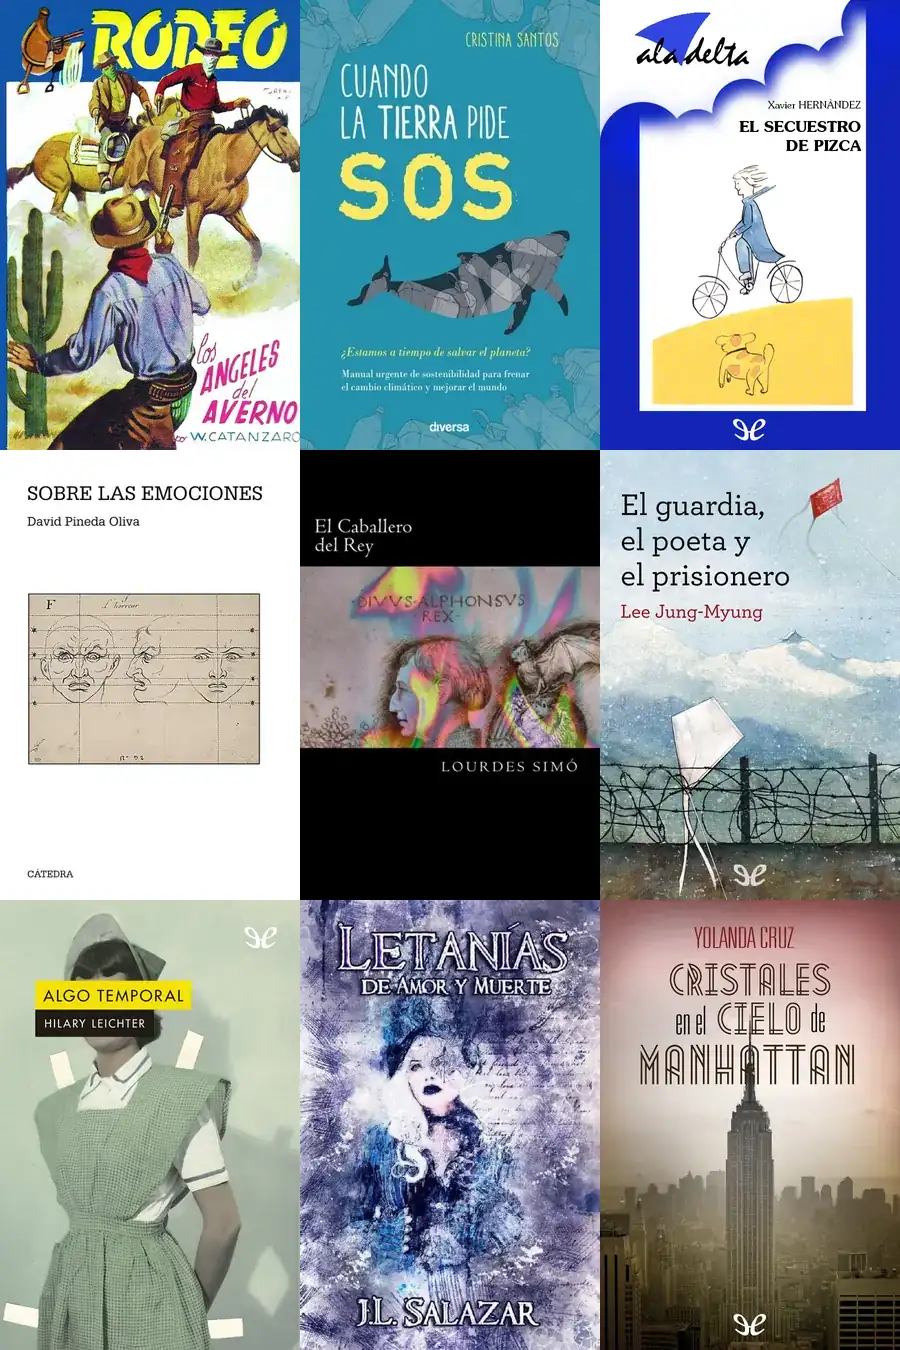 RODEO
los
ANGELES
del
AVERNO
W. CATANZARO
CRISTINA SANTOS
CUANDO
LA TIERRA PIDE
SOS
¿Estamos a tiempo de salvar el planeta?
Manual urgente de sostenibilidad para frenar
el cambio climático y mejorar el mundo
diversa
ala delta
Xavier HERNÁNDEZ
EL SECUESTRO
DE PIZCA
SOBRE LAS EMOCIONES
David Pineda Oliva
F
L'horreur
CÁTEDRA
El Caballero
del Rey
DIVVS·ALPHONSVS
REX
LOURDES SIMÓ
El guardia,
el poeta y
el prisionero
Lee Jung-Myung
ALGO TEMPORAL
HILARY LEICHTER
LETANÍAS
DE AMOR Y MUERTE
J.L. SALAZAR
YOLANDA CRUZ
CRISTALES
en el CIELO de
MANHATTAN